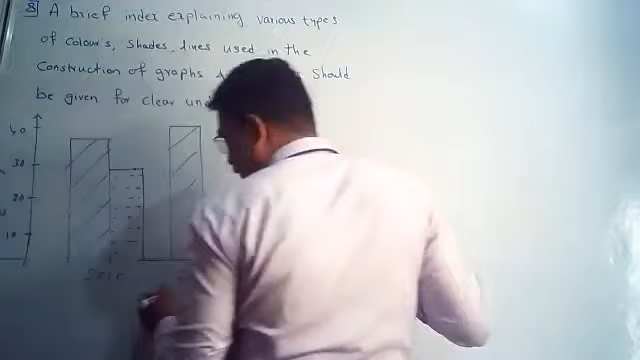 8 A brief index explaining various types
of Colour's, Shades, lines used in the
Construction of graphs Should
be given for clear
40
30
20
10